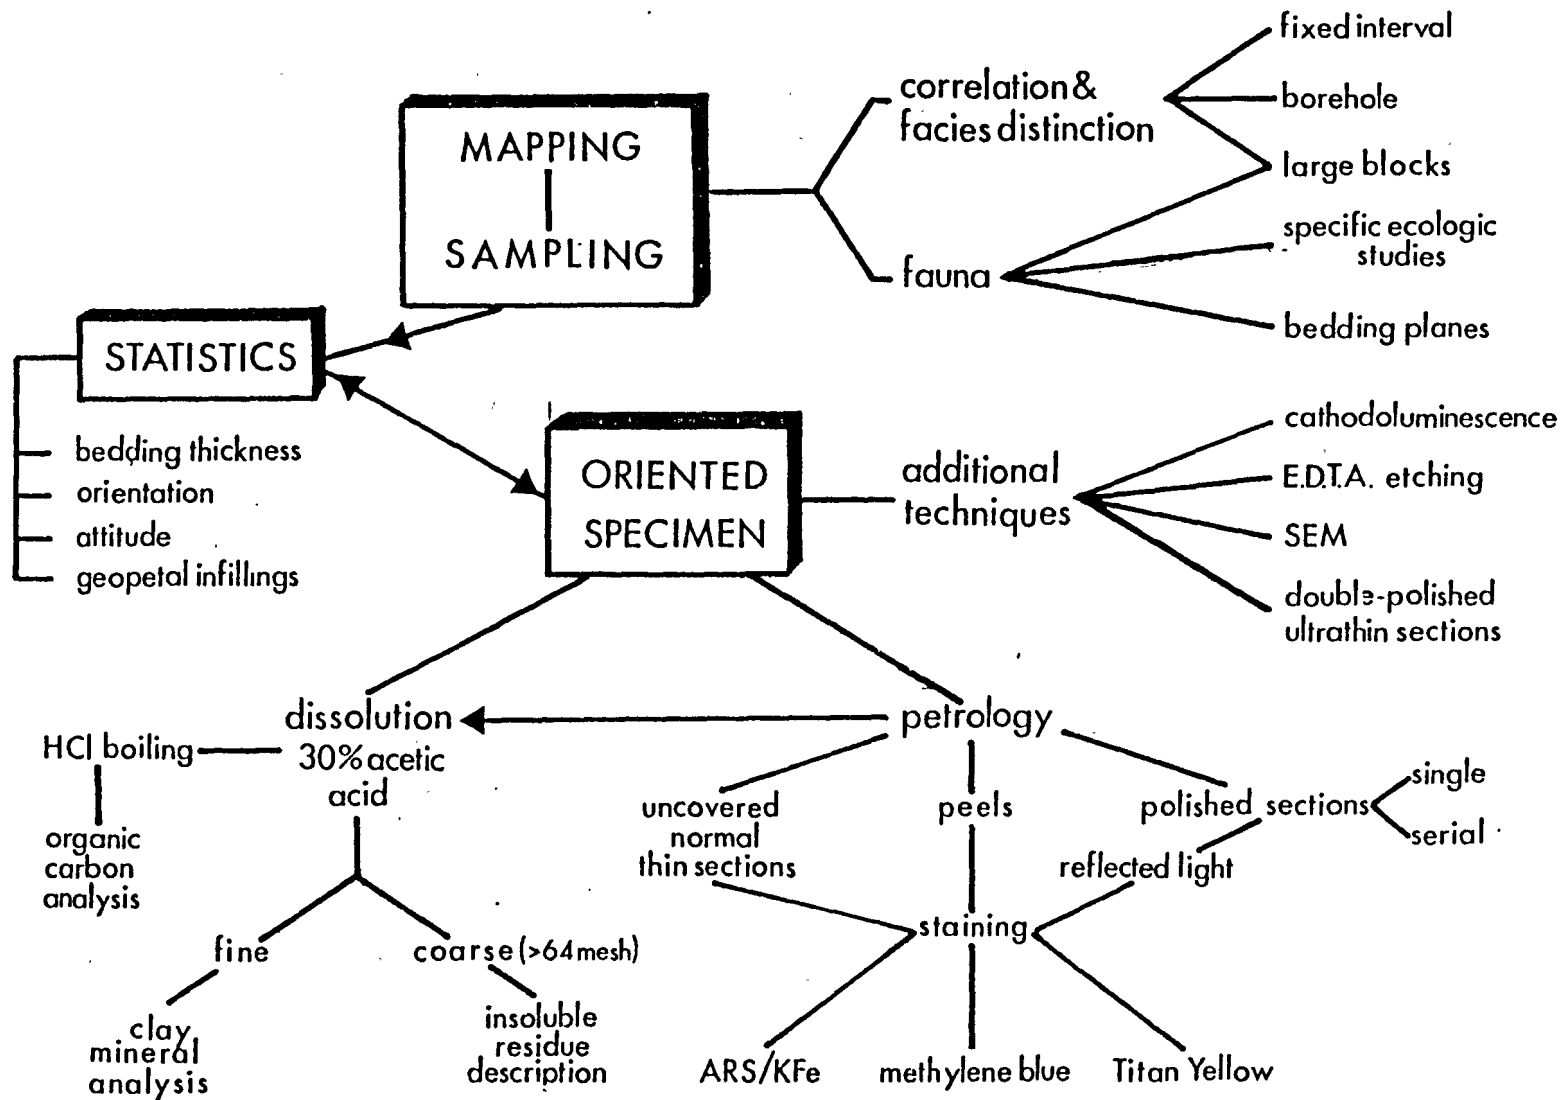 MAPPING
SAMPLING
correlation &
facies distinction
fixed interval
borehole
large blocks
fauna
specific ecologic
studies
bedding planes
STATISTICS
bedding thickness
orientation
attitude
geopetal infillings
ORIENTED
SPECIMEN
additional
techniques
cathodoluminescence
E.D.T.A. etching
SEM
double-polished
ultrathin sections
dissolution
30% acetic
acid
HCl boiling
organic
carbon
analysis
fine
clay
mineral
analysis
coarse (>64 mesh)
insoluble
residue
description
petrology
uncovered
normal
thin sections
peels
polished sections
single
serial
reflected light
staining
ARS/KFe
methylene blue
Titan Yellow